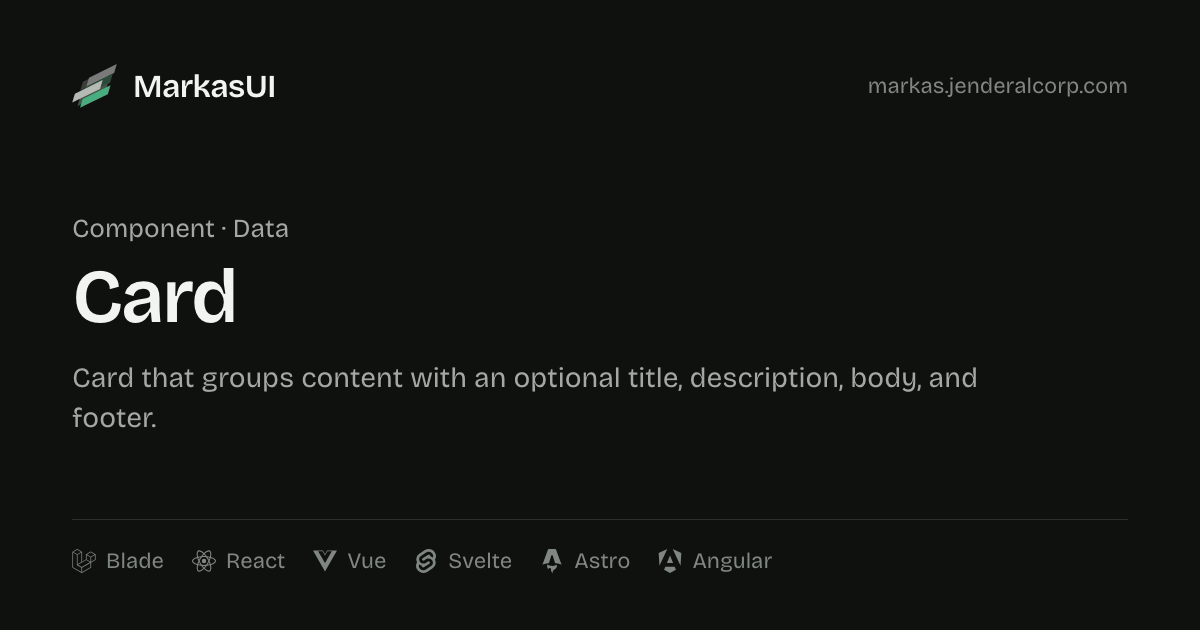 MarkasUI
markas.jenderalcorp.com
Component · Data
Card
Card that groups content with an optional title, description, body, and
footer.
Blade React Vue Svelte Astro Angular